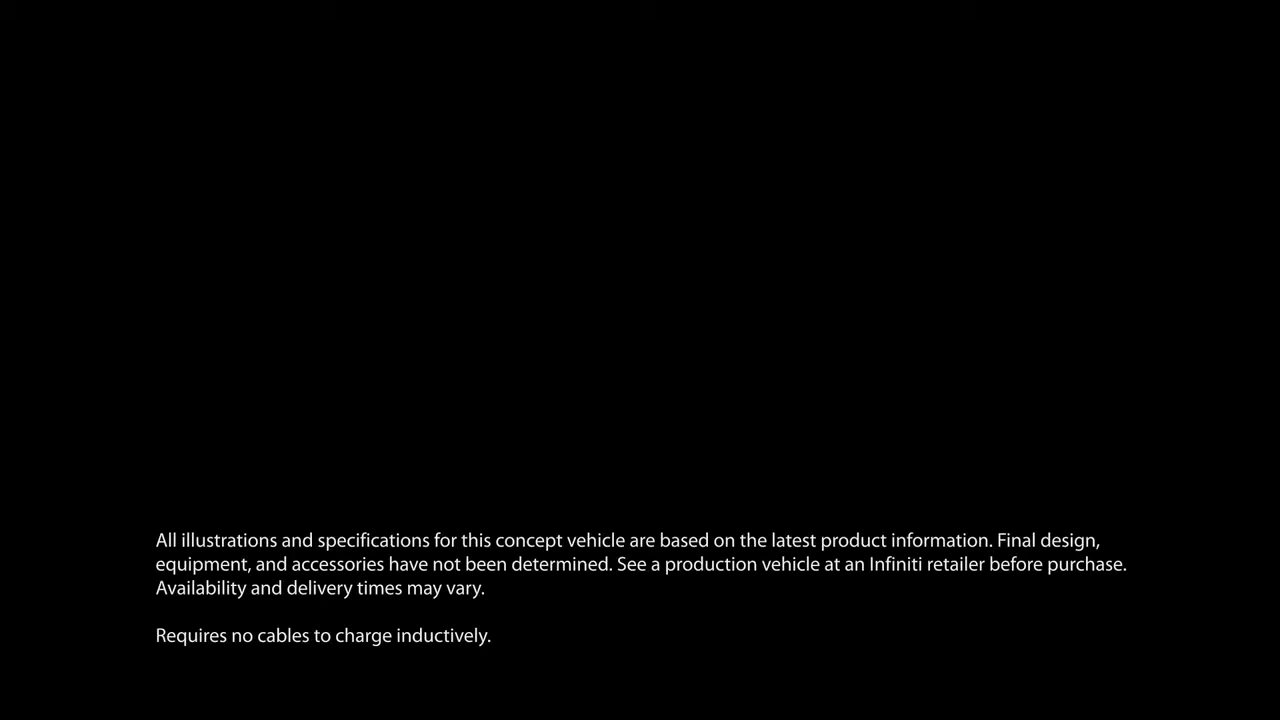 All illustrations and specifications for this concept vehicle are based on the latest product information. Final design,
equipment, and accessories have not been determined. See a production vehicle at an Infiniti retailer before purchase.
Availability and delivery times may vary.
Requires no cables to charge inductively.